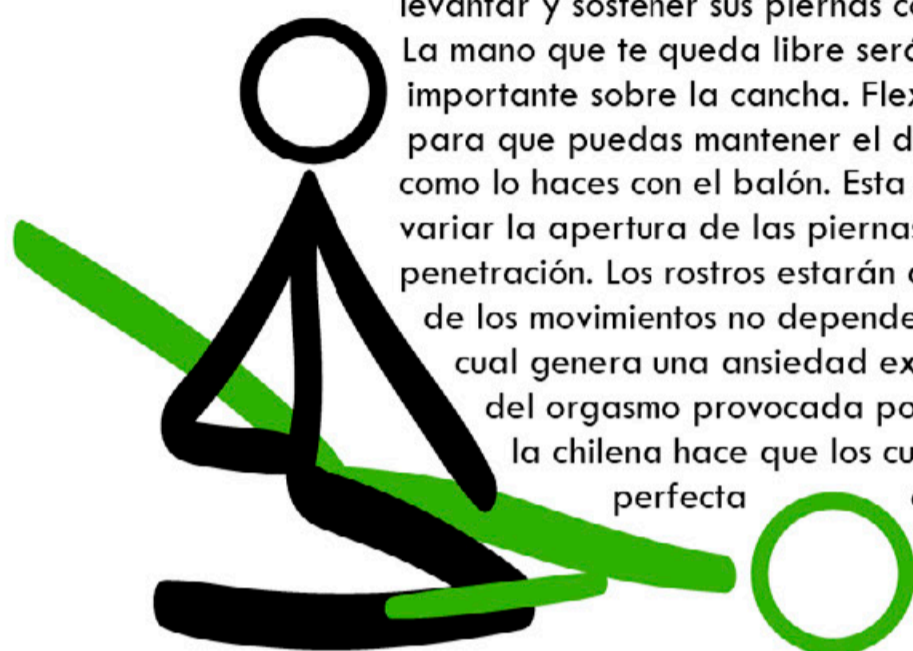 levantar y sostener sus piernas
La mano que te queda libre será
importante sobre la cancha.
para que puedas mantener el
como lo haces con el balón. Esta
variar la apertura de las piernas
penetración. Los rostros estarán
de los movimientos no depende
cual genera una ansiedad
del orgasmo provocada
la chilena hace que los
perfecta